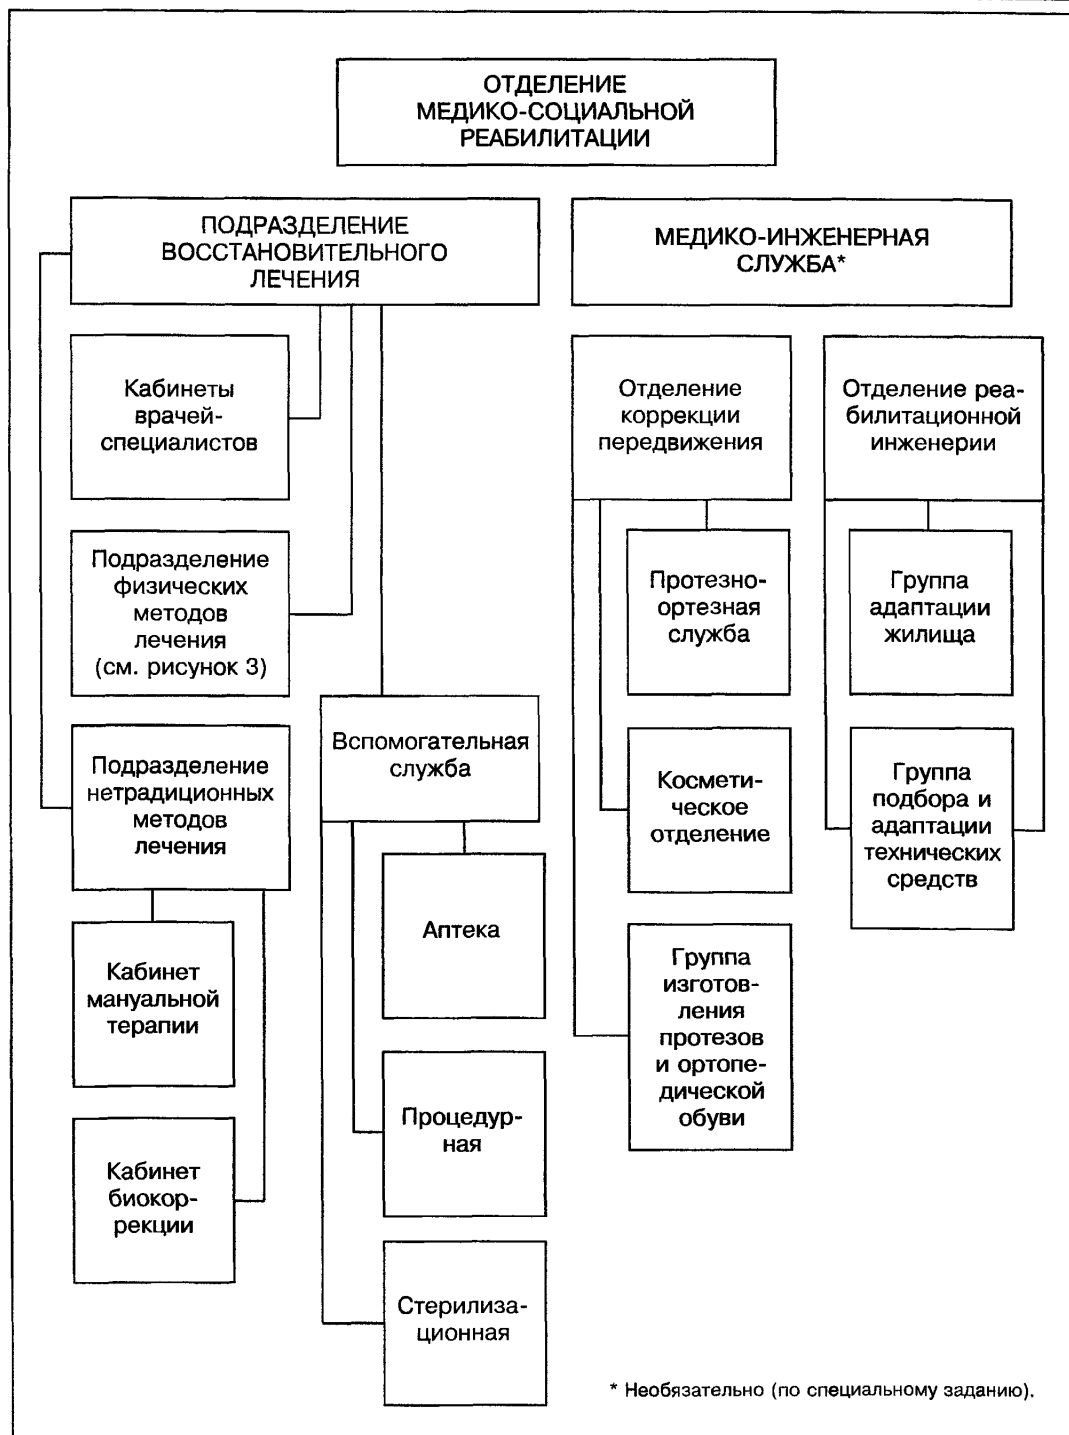 ОТДЕЛЕНИЕ
МЕДИКО-СОЦИАЛЬНОЙ
РЕАБИЛИТАЦИИ
ПОДРАЗДЕЛЕНИЕ
ВОССТАНОВИТЕЛЬНОГО
ЛЕЧЕНИЯ
МЕДИКО-ИНЖЕНЕРНАЯ
СЛУЖБА*
Кабинеты
врачей-
специалистов
Подразделение
физических
методов
лечения
(см. рисунок 3)
Подразделение
нетрадиционных
методов
лечения
Кабинет
мануальной
терапии
Кабинет
биокор-
рекции
Вспомогательная
служба
Аптека
Процедур-
ная
Стерилиза-
ционная
Отделение
коррекции
передвижения
Протезно-
ортезная
служба
Космети-
ческое
отделение
Группа
изготов-
ления
протезов
и ортопе-
дической
обуви
Отделение реа-
билитационной
инженерии
Группа
адаптации
жилища
Группа
подбора и
адаптации
технических
средств
* Необязательно (по специальному заданию).